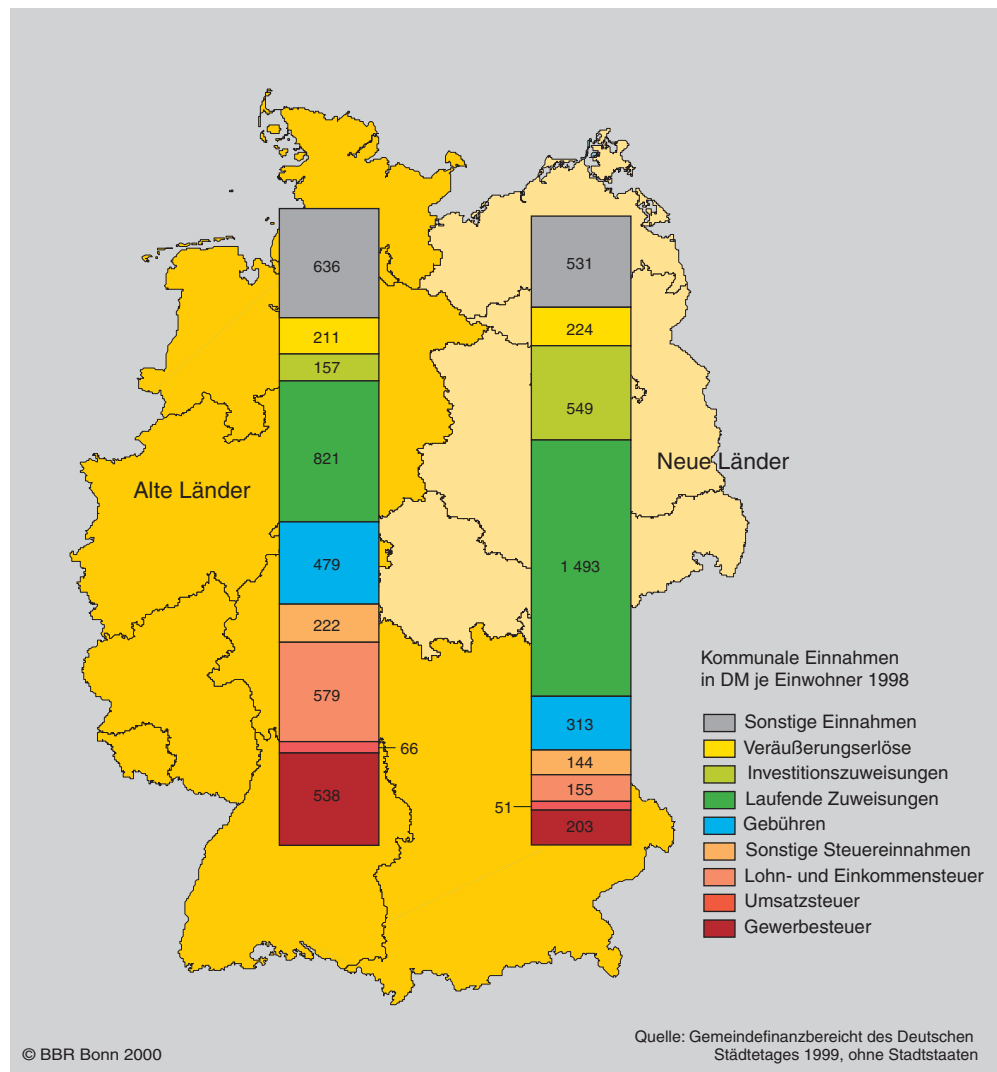 636
211
157
821
479
222
579
66
538
Alte Länder
531
224
549
1 493
313
144
155
51
203
Neue Länder
Kommunale Einnahmen
in DM je Einwohner 1998
Sonstige Einnahmen
Veräußerungserlöse
Investitionszuweisungen
Laufende Zuweisungen
Gebühren
Sonstige Steuereinnahmen
Lohn- und Einkommensteuer
Umsatzsteuer
Gewerbesteuer
© BBR Bonn 2000
Quelle: Gemeindefinanzbereicht des Deutschen
Städtetages 1999, ohne Stadtstaaten